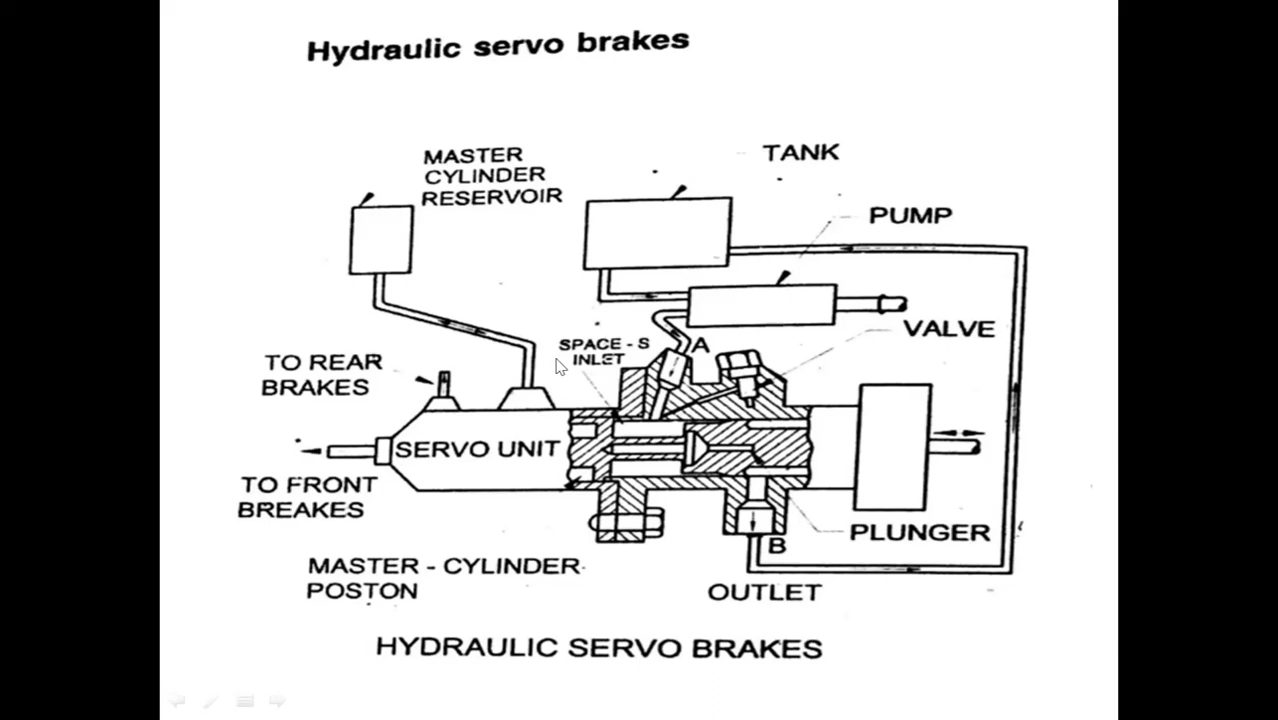 Hydraulic servo brakes
MASTER
CYLINDER
RESERVOIR
TANK
PUMP
VALVE
SPACE - S
INLET
A
TO REAR
BRAKES
SERVO UNIT
TO FRONT
BREAKES
PLUNGER
B
MASTER - CYLINDER
POSTON
OUTLET
HYDRAULIC SERVO BRAKES